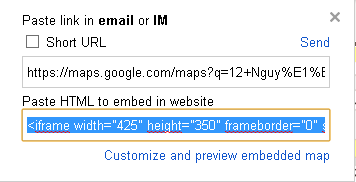 Paste link in email or IM
Short URL
Send
https://maps.google.com/maps?q=12+Nguy%E1%E
Paste HTML to embed in website
<iframe width="425" height="350" frameborder="0" s
Customize and preview embedded map